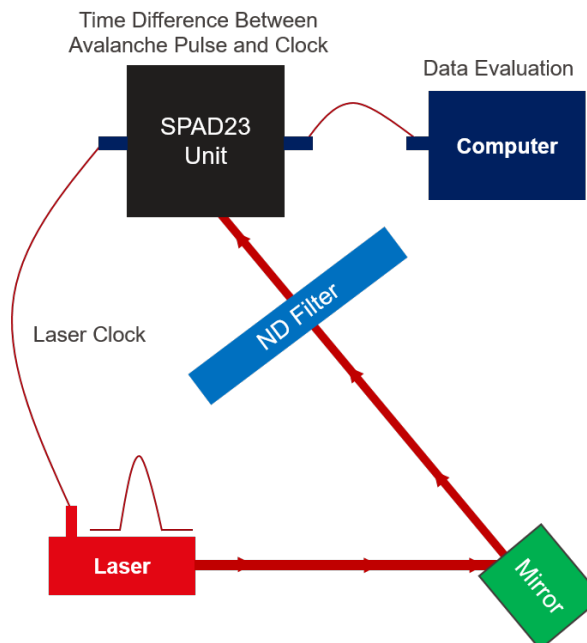 Time Difference Between
Avalanche Pulse and Clock
Data Evaluation
SPAD23
Unit
Computer
ND Filter
Laser Clock
Laser
Mirror